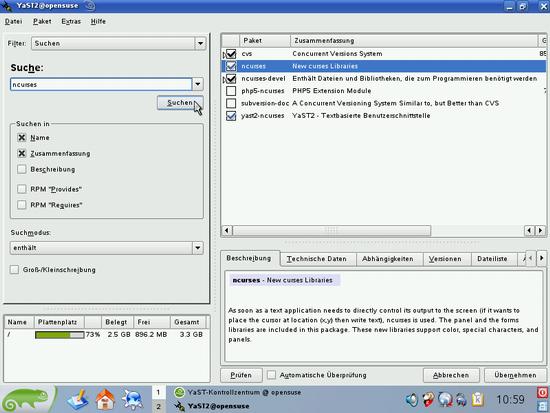 YaST2@opensuse
Datei Paket Extras Hilfe
Filter: Suchen
Suche:
ncurses
Suchen
Suchen in
Name
Zusammenfassung
Beschreibung
RPM "Provides"
RPM "Requires"
Suchmodus:
enthält
Groß-/Kleinschreibung
Name Plattenplatz Belegt Frei Gesamt
/ 73% 2.5 GB 896.2 MB 3.3 GB
Paket Zusammenfassung G
cvs Concurrent Versions System 85
ncurses New curses Libraries
ncurses-devel Enthält Dateien und Bibliotheken, die zum Programmieren benötigt werden
php5-ncurses PHP5 Extension Module 7
subversion-doc A Concurrent Versioning System Similar to, but Better than CVS
yast2-ncurses YaST2 - Textbasierte Benutzerschnittstelle
Beschreibung Technische Daten Abhängigkeiten Versionen Dateiliste
ncurses - New curses Libraries
As soon as a text application needs to directly control its output to the screen (if it wants to
place the cursor at location (x,y) then write text), ncurses is used. The panel and the forms
libraries are included in this package. These new libraries support color, special characters, and
panels.
Prüfen Automatische Überprüfung Abbrechen Übernehmen
1 YaST-Kontrollzentrum @ opensuse
2 YaST2@opensuse
10:59